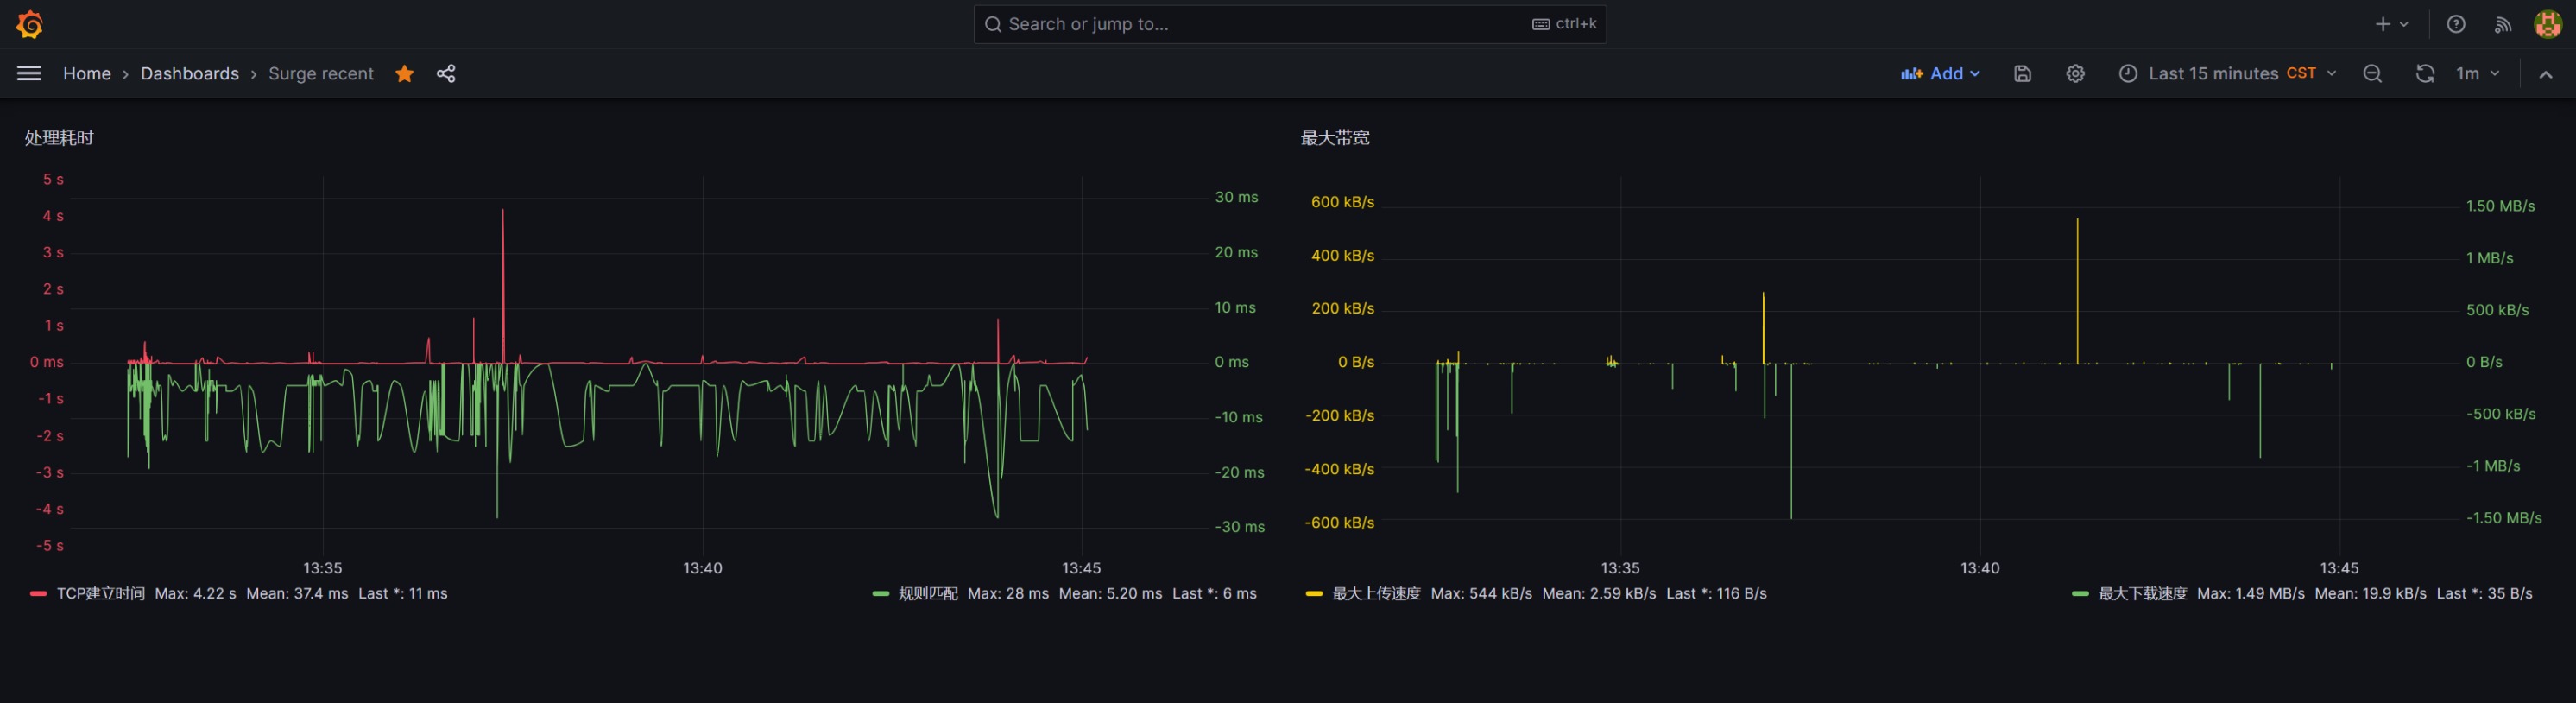 Search or jump to... ctrl+k
Home › Dashboards › Surge recent
Add Last 15 minutes CST 1m
处理耗时
5 s
4 s
3 s
2 s
1 s
0 ms
-1 s
-2 s
-3 s
-4 s
-5 s
30 ms
20 ms
10 ms
0 ms
-10 ms
-20 ms
-30 ms
13:35 13:40 13:45
TCP建立时间 Max: 4.22 s Mean: 37.4 ms Last *: 11 ms
规则匹配 Max: 28 ms Mean: 5.20 ms Last *: 6 ms
最大带宽
600 kB/s
400 kB/s
200 kB/s
0 B/s
-200 kB/s
-400 kB/s
-600 kB/s
1.50 MB/s
1 MB/s
500 kB/s
0 B/s
-500 kB/s
-1 MB/s
-1.50 MB/s
13:35 13:40 13:45
最大上传速度 Max: 544 kB/s Mean: 2.59 kB/s Last *: 116 B/s
最大下载速度 Max: 1.49 MB/s Mean: 19.9 kB/s Last *: 35 B/s